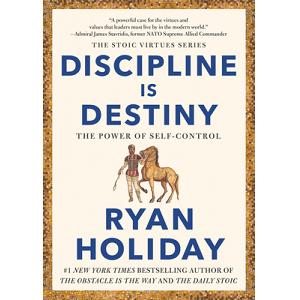 "A powerful case for the virtues and
values that leaders must live by in the modern world."
—Admiral James Stavridis, former NATO Supreme Allied Commander
THE STOIC VIRTUES SERIES
DISCIPLINE
IS
DESTINY
THE POWER OF SELF-CONTROL
RYAN
HOLIDAY
#1 NEW YORK TIMES BESTSELLING AUTHOR OF
THE OBSTACLE IS THE WAY AND THE DAILY STOIC